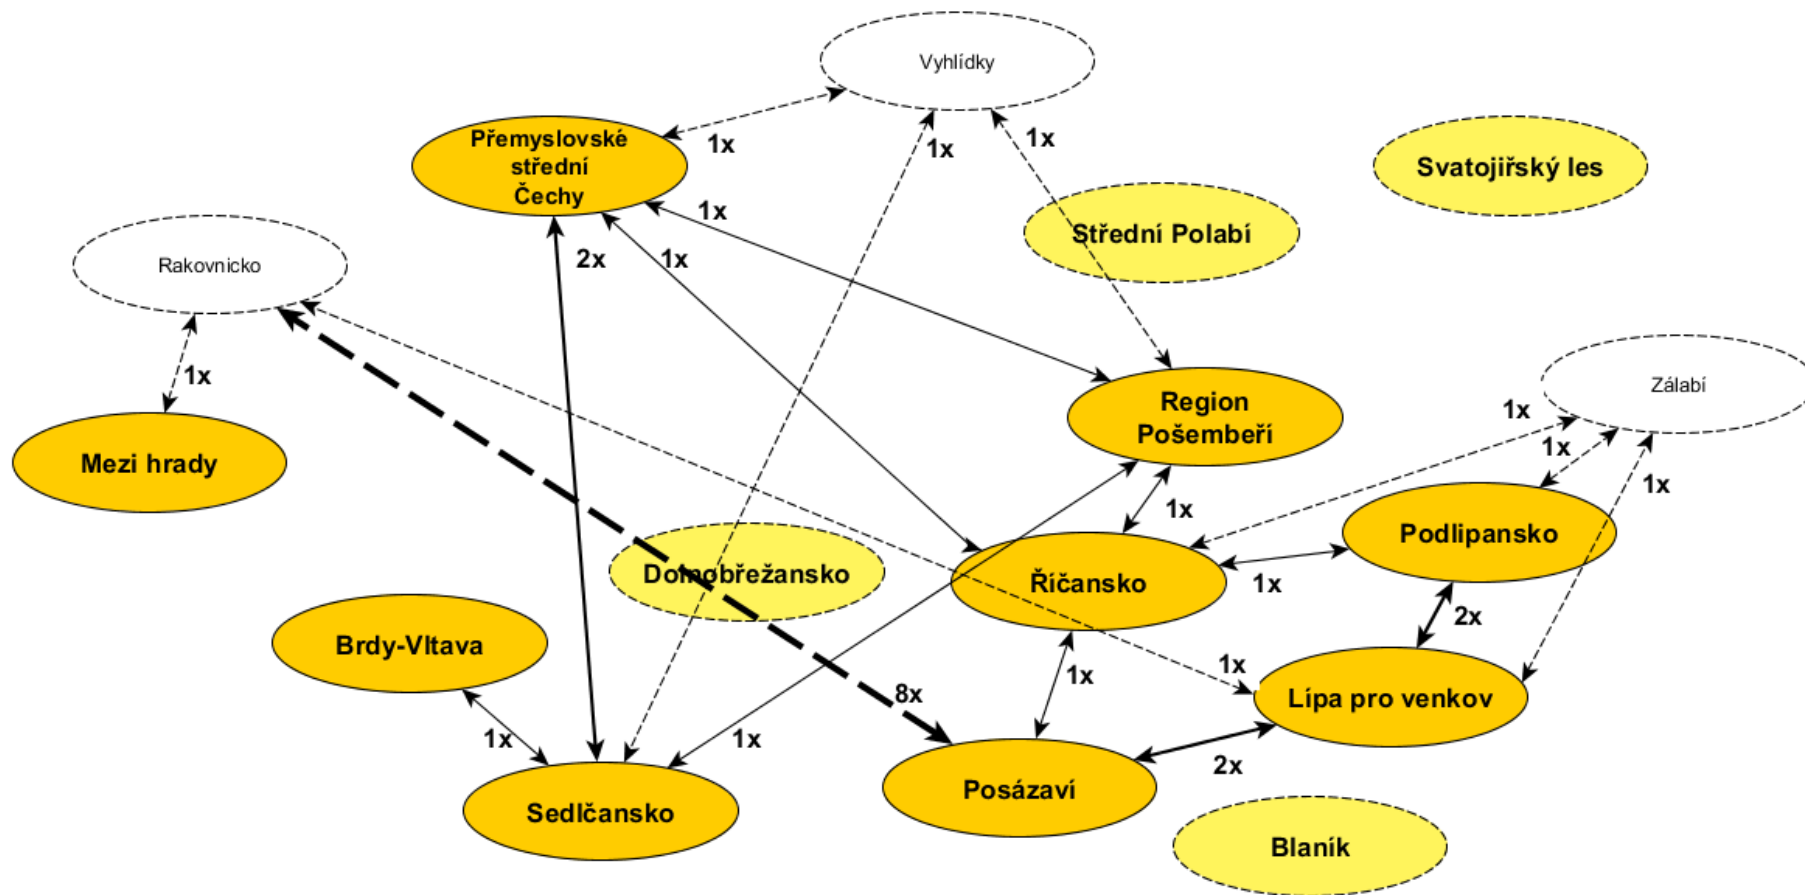 Vyhlídky
1x
1x
1x
Přemyslovské
střední
Čechy
Svatojiřský les
1x
Střední Polabí
2x
1x
Rakovnicko
1x
Zálabí
Region
Pošembeří
1x
1x
1x
Mezi hrady
1x
Podlipansko
Dolnobřežansko
Říčansko
1x
2x
Brdy-Vltava
1x
1x
8x
Lípa pro venkov
1x
1x
2x
Posázaví
Sedlčansko
Blaník